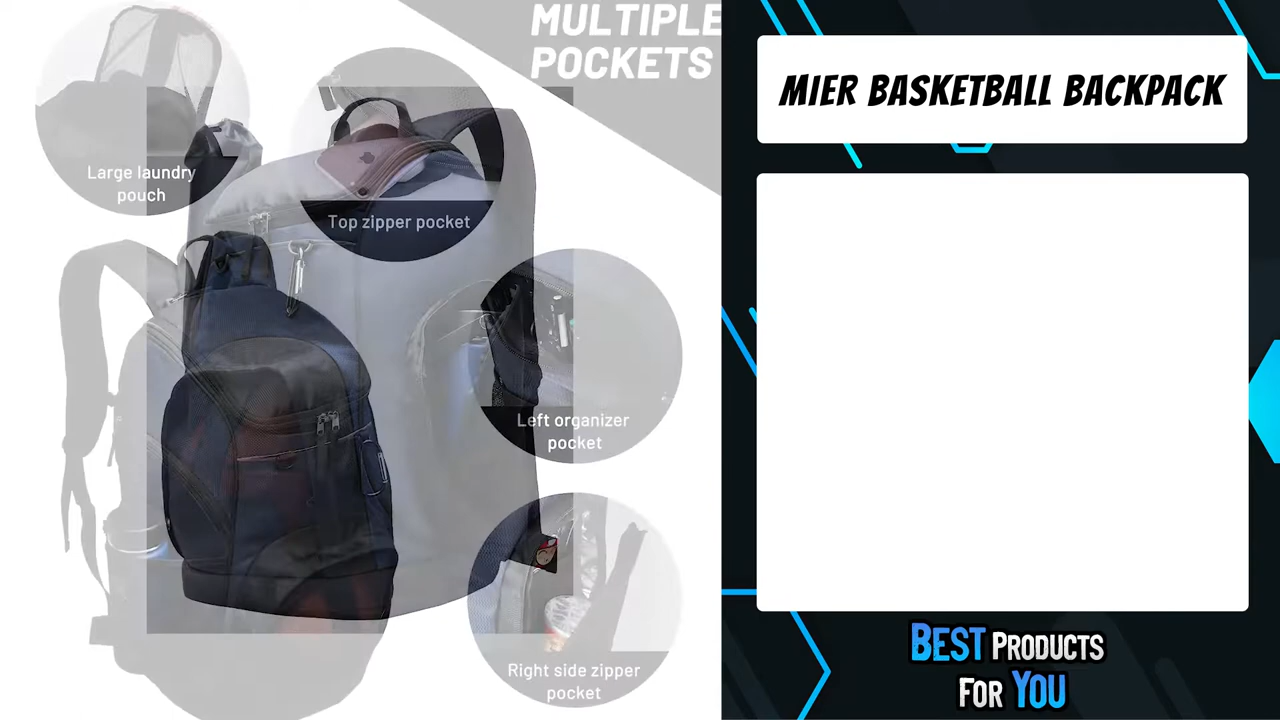 MULTIPLE
POCKETS
Large laundry
pouch
Top zipper pocket
Left organizer
pocket
Right side zipper
pocket
MIER BASKETBALL BACKPACK
BEST PRODUCTS
FOR YOU